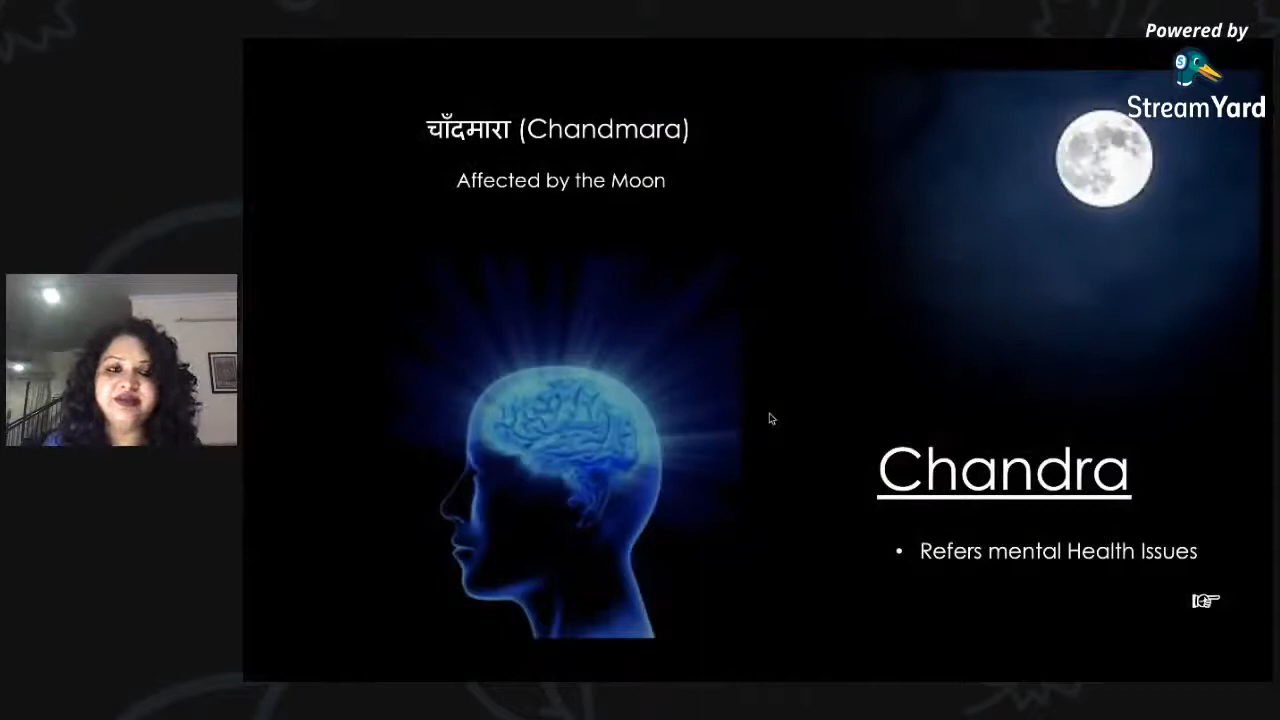 Powered by
StreamYard
चाँदमारा (Chandmara)
Affected by the Moon
Chandra
• Refers mental Health Issues